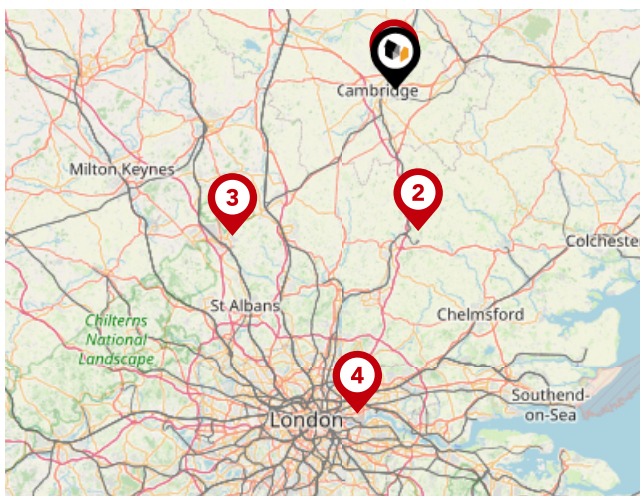 Cambridge
Milton Keynes
3
2
Colchester
St Albans
Chelmsford
Chilterns
National
Landscape
4
Southend-
on-Sea
London